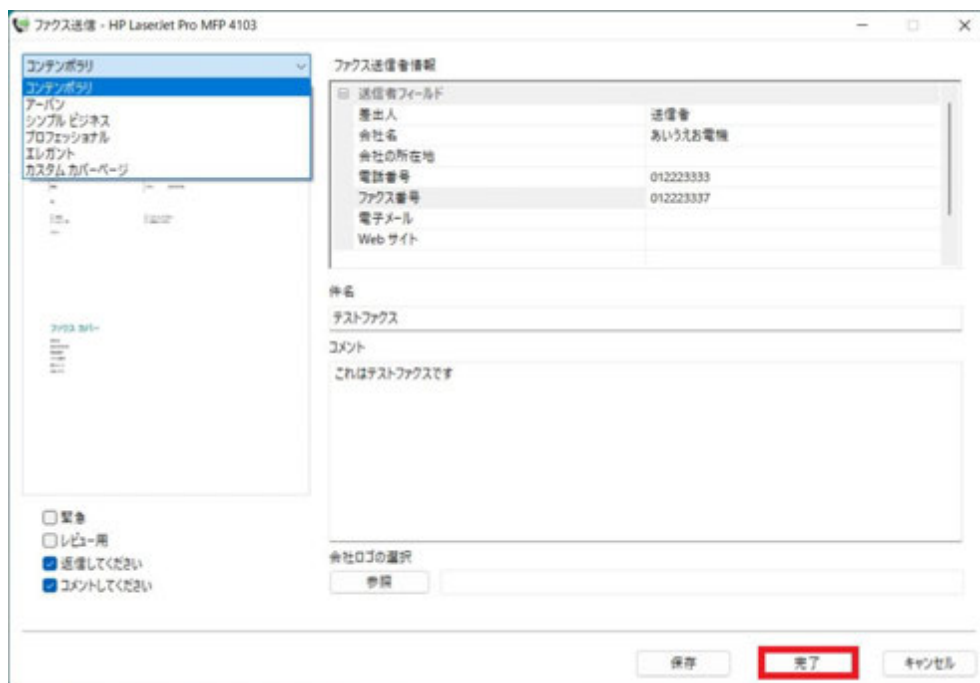 ファクス送信 - HP LaserJet Pro MFP 4103
コンテンポラリ
コンテンポラリ
アーバン
シンプル ビジネス
プロフェッショナル
エレガント
カスタム カバーページ
ファクス カバー
緊急
レビュー用
返信してください
コメントしてください
ファクス送信者情報
送信者フィールド
差出人 送信者
会社名 あいうえお電機
会社の所在地
電話番号 012223333
ファクス番号 012223337
電子メール
Web サイト
件名
テストファクス
コメント
これはテストファクスです
会社ロゴの選択
参照
保存 完了 キャンセル